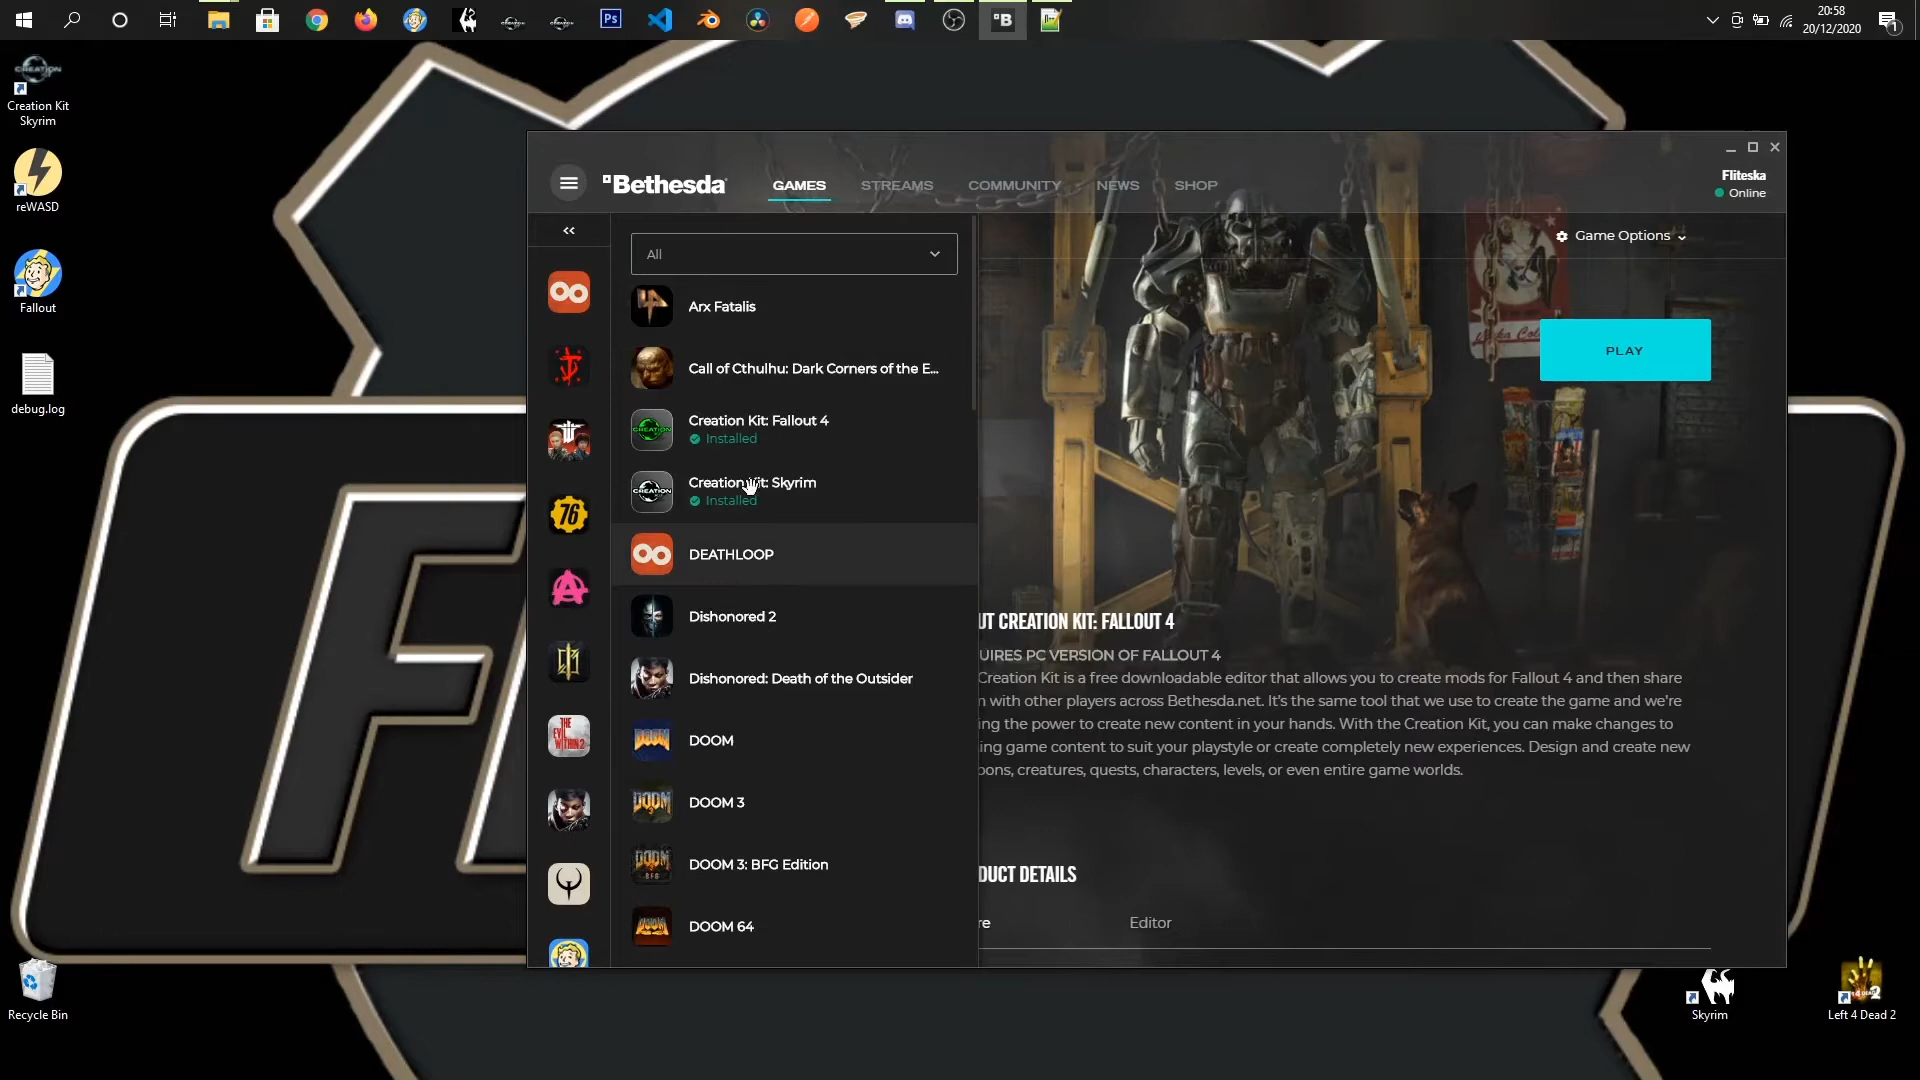 20:58
20/12/2020
1
Ps
Creation Kit
Skyrim
reWASD
Fallout
debug.log
Recycle Bin
Skyrim
Left 4 Dead 2
Bethesda
GAMES
STREAMS
COMMUNITY
NEWS
SHOP
Fliteska
Online
Game Options
PLAY
All
Arx Fatalis
Call of Cthulhu: Dark Corners of the E...
Creation Kit: Fallout 4
Installed
Creation Kit: Skyrim
Installed
DEATHLOOP
Dishonored 2
Dishonored: Death of the Outsider
DOOM
DOOM 3
DOOM 3: BFG Edition
DOOM 64
76
THE EVIL WITHIN 2
UT CREATION KIT: FALLOUT 4
UIRES PC VERSION OF FALLOUT 4
Creation Kit is a free downloadable editor that allows you to create mods for Fallout 4 and then share
m with other players across Bethesda.net. It's the same tool that we use to create the game and we're
ing the power to create new content in your hands. With the Creation Kit, you can make changes to
ing game content to suit your playstyle or create completely new experiences. Design and create new
pons, creatures, quests, characters, levels, or even entire game worlds.
DUCT DETAILS
re
Editor